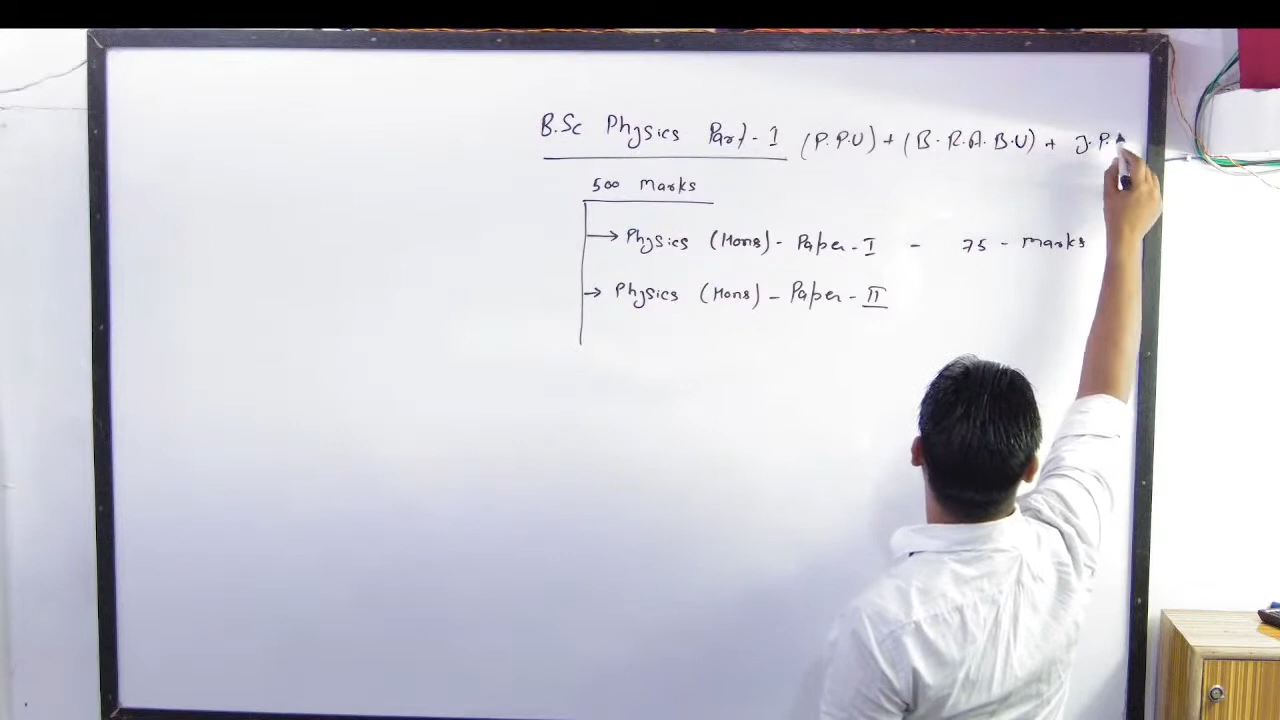 B.Sc Physics Part-I (P.P.U) + (B.R.A.B.U) + J.P.
500 Marks
→ Physics (Hons) - Paper-I - 75 - marks
→ Physics (Hons) - Paper-II